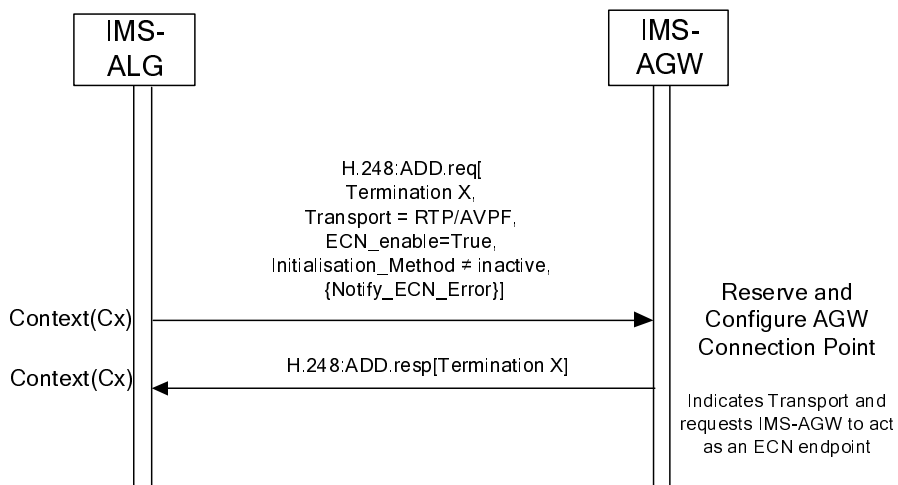 IMS-
ALG
IMS-
AGW
H.248:ADD.req[
Termination X,
Transport = RTP/AVPF,
ECN_enable=True,
Initialisation_Method ≠ inactive,
{Notify_ECN_Error}]
Context(Cx)
Reserve and
Configure AGW
Connection Point
H.248:ADD.resp[Termination X]
Context(Cx)
Indicates Transport and
requests IMS-AGW to act
as an ECN endpoint